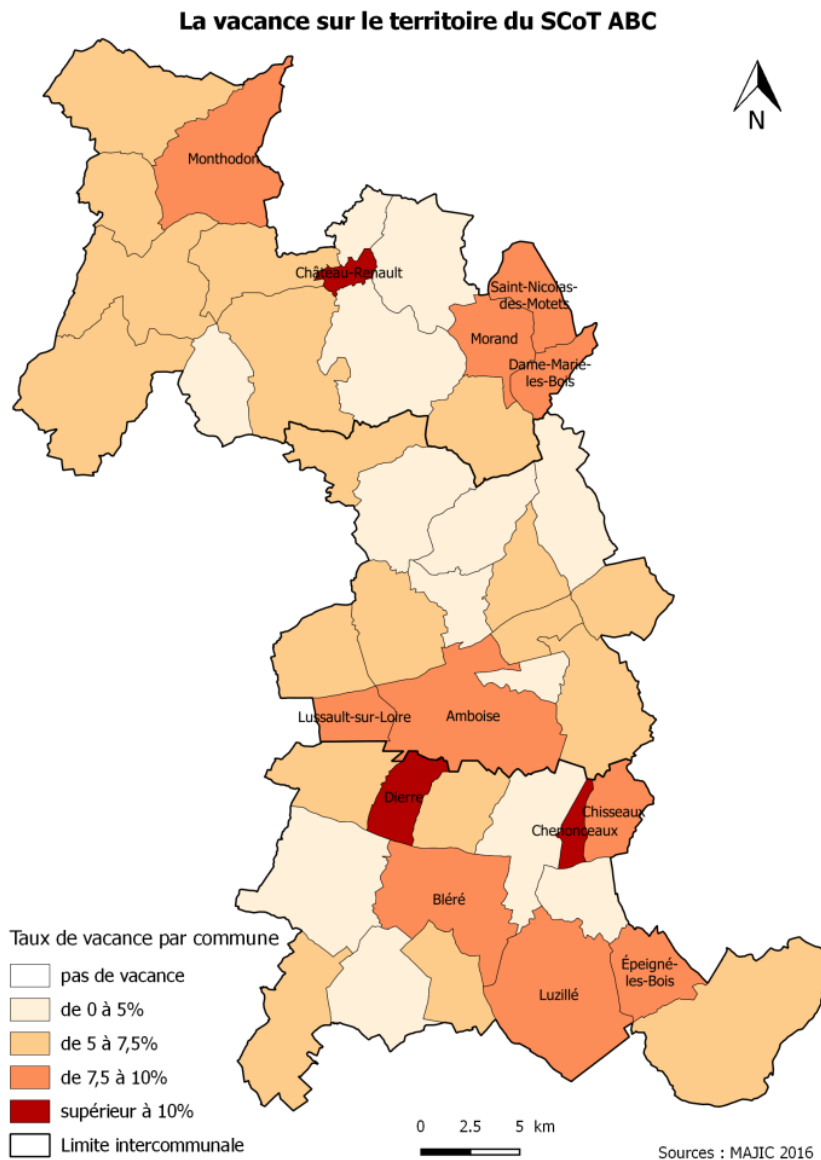 La vacance sur le territoire du SCoT ABC
N
Monthodon
Château-Renault
Saint-Nicolas-
des-Motets
Morand
Dame-Marie-
les-Bois
Lussault-sur-Loire
Amboise
Dierre
Chisseaux
Chenonceaux
Bléré
Épeigné-
les-Bois
Luzillé
Taux de vacance par commune
pas de vacance
de 0 à 5%
de 5 à 7,5%
de 7,5 à 10%
supérieur à 10%
Limite intercommunale
0 2.5 5 km
Sources : MAJIC 2016